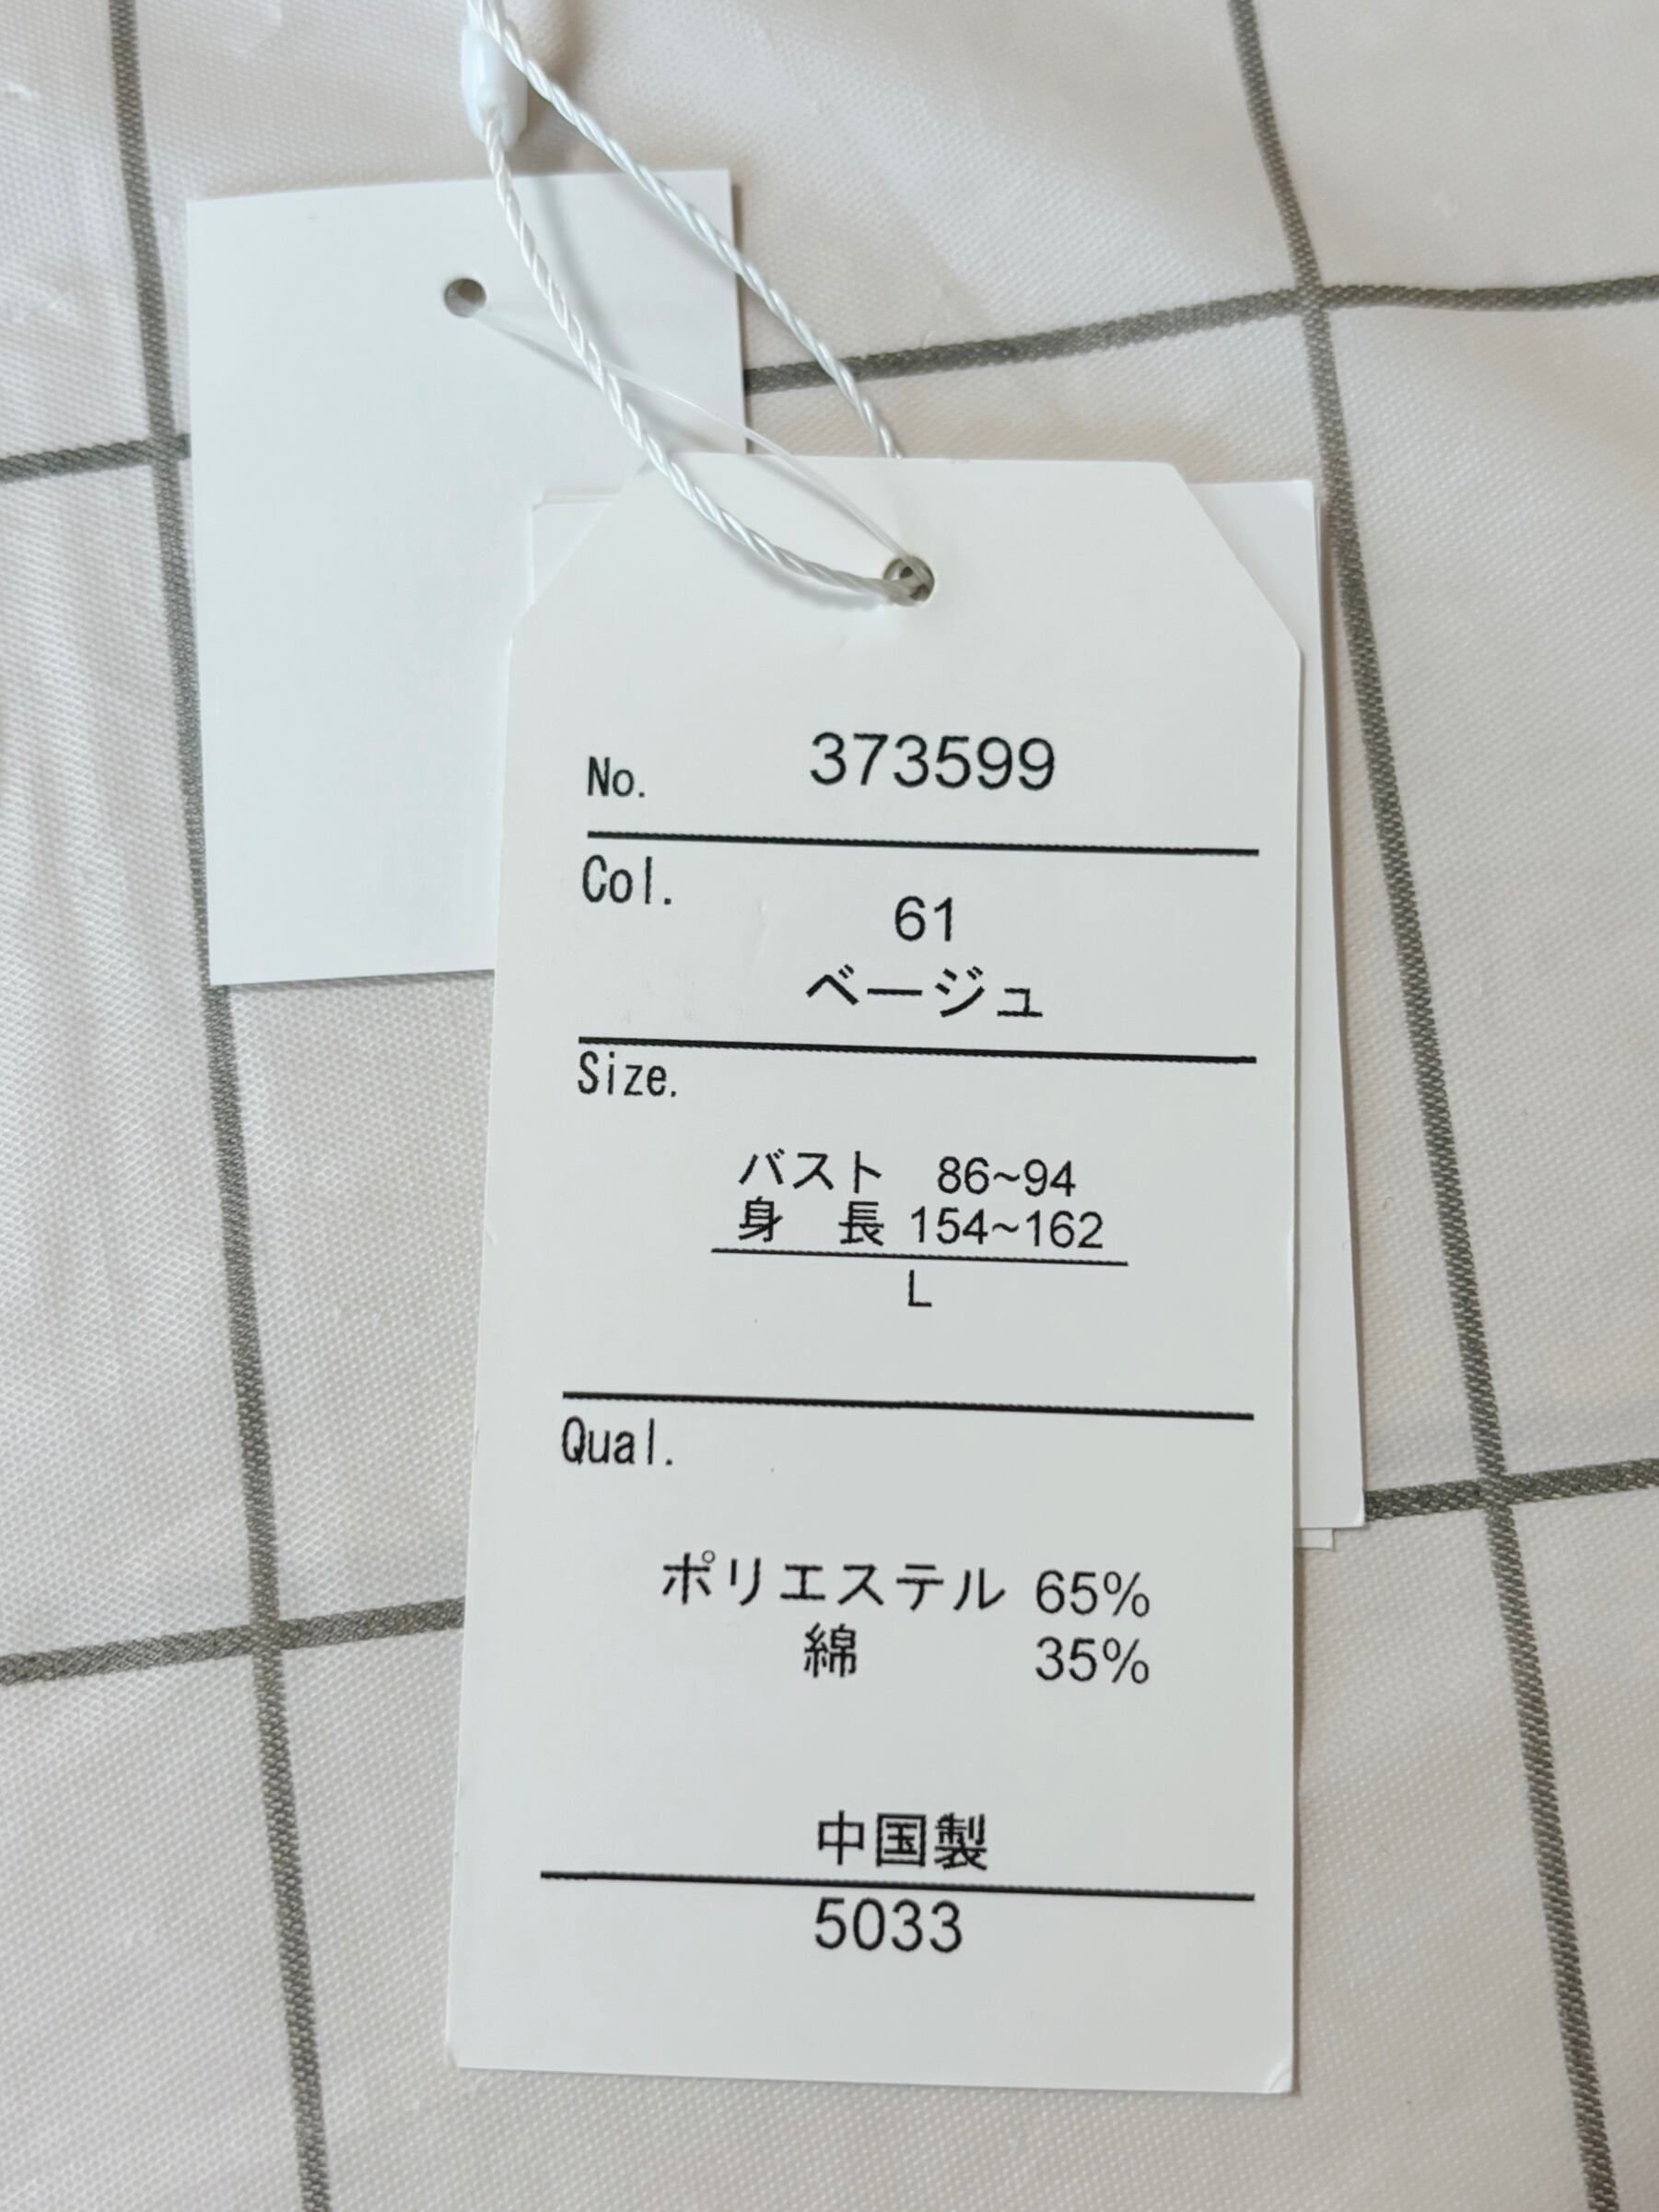 No. 373599
Col.
61
ベージュ
Size.
バスト 86~94
身 長 154~162
L
Qual.
ポリエステル 65%
綿 35%
中国製
5033